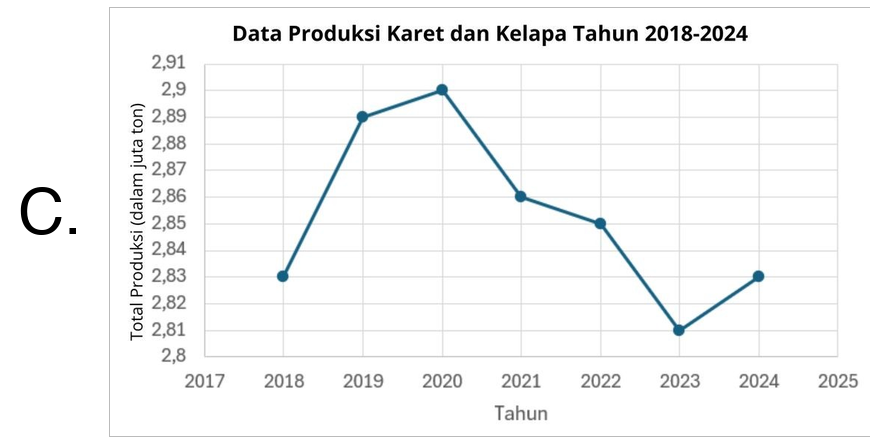 Data Produksi Karet dan Kelapa Tahun 2018-2024
C.
Total Produksi (dalam juta ton)
2,91
2,9
2,89
2,88
2,87
2,86
2,85
2,84
2,83
2,82
2,81
2,8
2017 2018 2019 2020 2021 2022 2023 2024 2025
Tahun